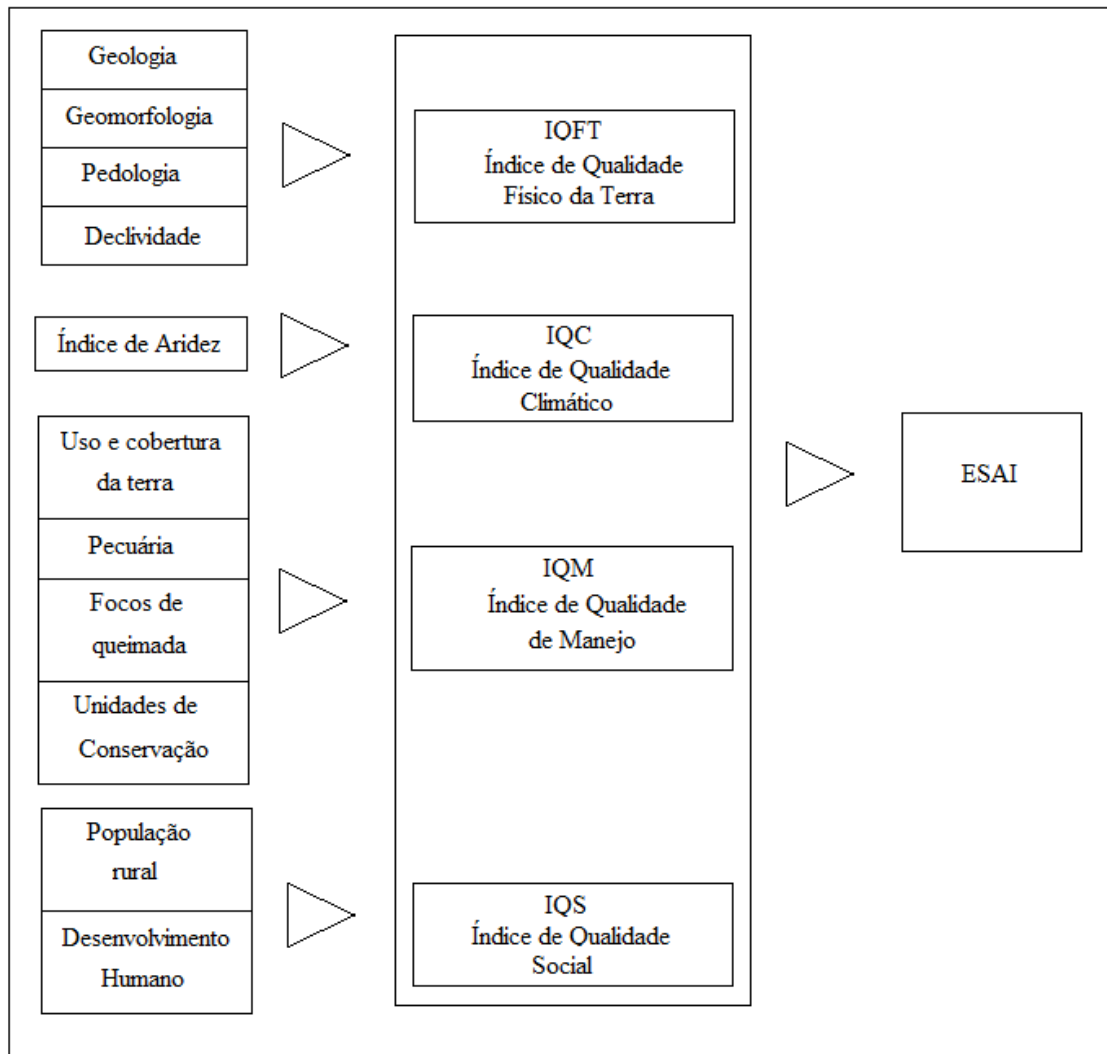 Geologia
Geomorfologia
Pedologia
Declividade
Índice de Aridez
Uso e cobertura
da terra
Pecuária
Focos de
queimada
Unidades de
Conservação
População
rural
Desenvolvimento
Humano
IQFT
Índice de Qualidade
Físico da Terra
IQC
Índice de Qualidade
Climático
IQM
Índice de Qualidade
de Manejo
IQS
Índice de Qualidade
Social
ESAI